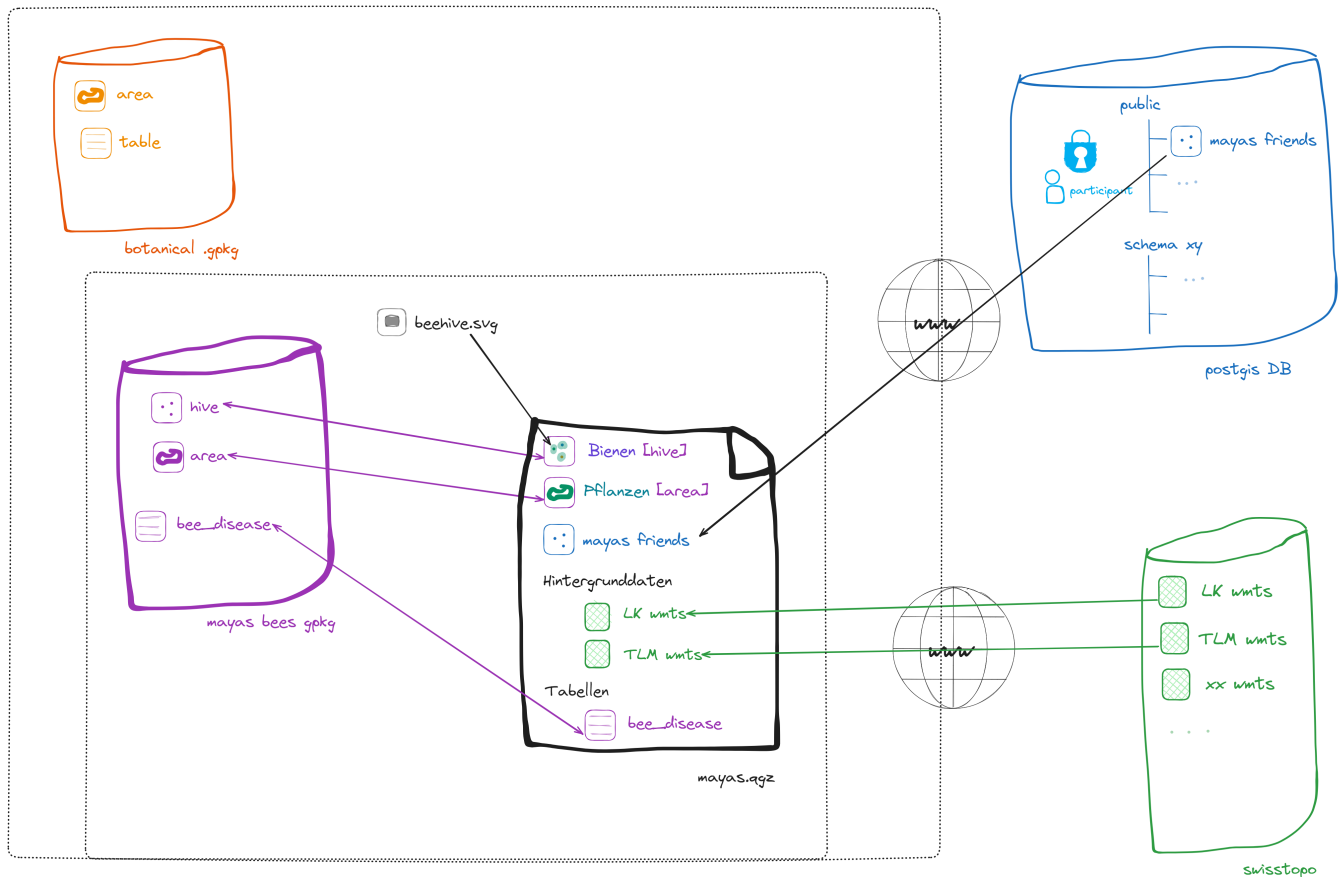 area
table
botanical .gpkg
public
mayas friends
...
participant
schema xy
...
postgis DB
www
beehive.svg
hive
area
bee_disease
mayas bees gpkg
Bienen [hive]
Pflanzen [area]
mayas friends
Hintergrunddaten
LK wmts
TLM wmts
Tabellen
bee_disease
mayas.qgz
www
LK wmts
TLM wmts
xx wmts
...
swisstopo